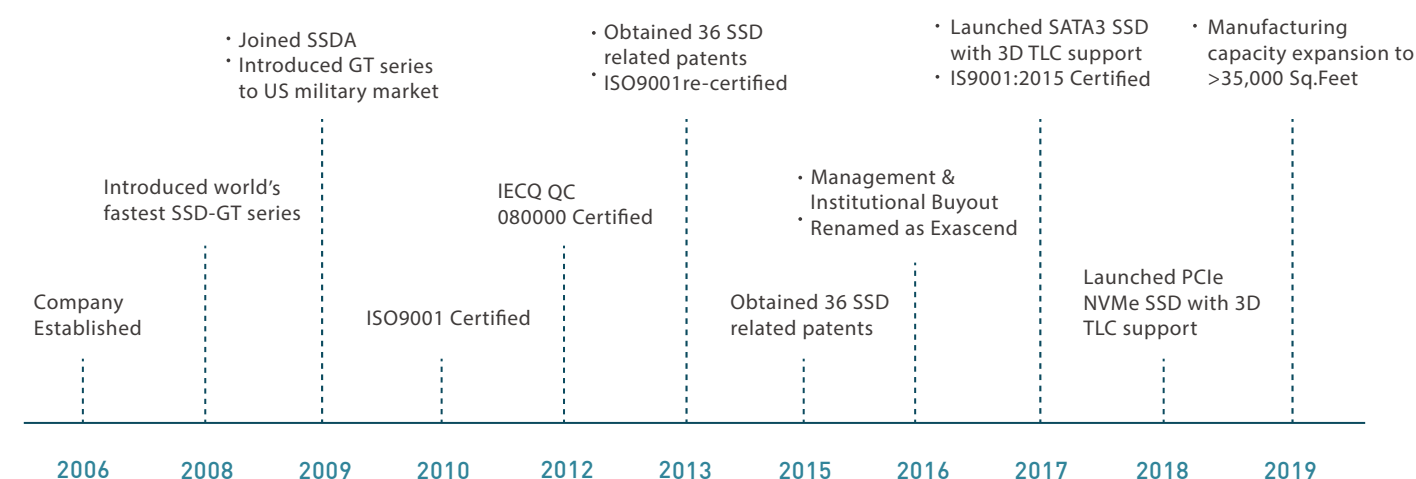 Company
Established
2006
Introduced world's
fastest SSD-GT series
2008
· Joined SSDA
· Introduced GT series
to US military market
2009
ISO9001 Certified
2010
IECQ QC
080000 Certified
2012
· Obtained 36 SSD
related patents
· ISO9001re-certified
2013
Obtained 36 SSD
related patents
2015
· Management &
Institutional Buyout
· Renamed as Exascend
2016
· Launched SATA3 SSD
with 3D TLC support
· IS9001:2015 Certified
2017
Launched PCIe
NVMe SSD with 3D
TLC support
2018
· Manufacturing
capacity expansion to
>35,000 Sq.Feet
2019